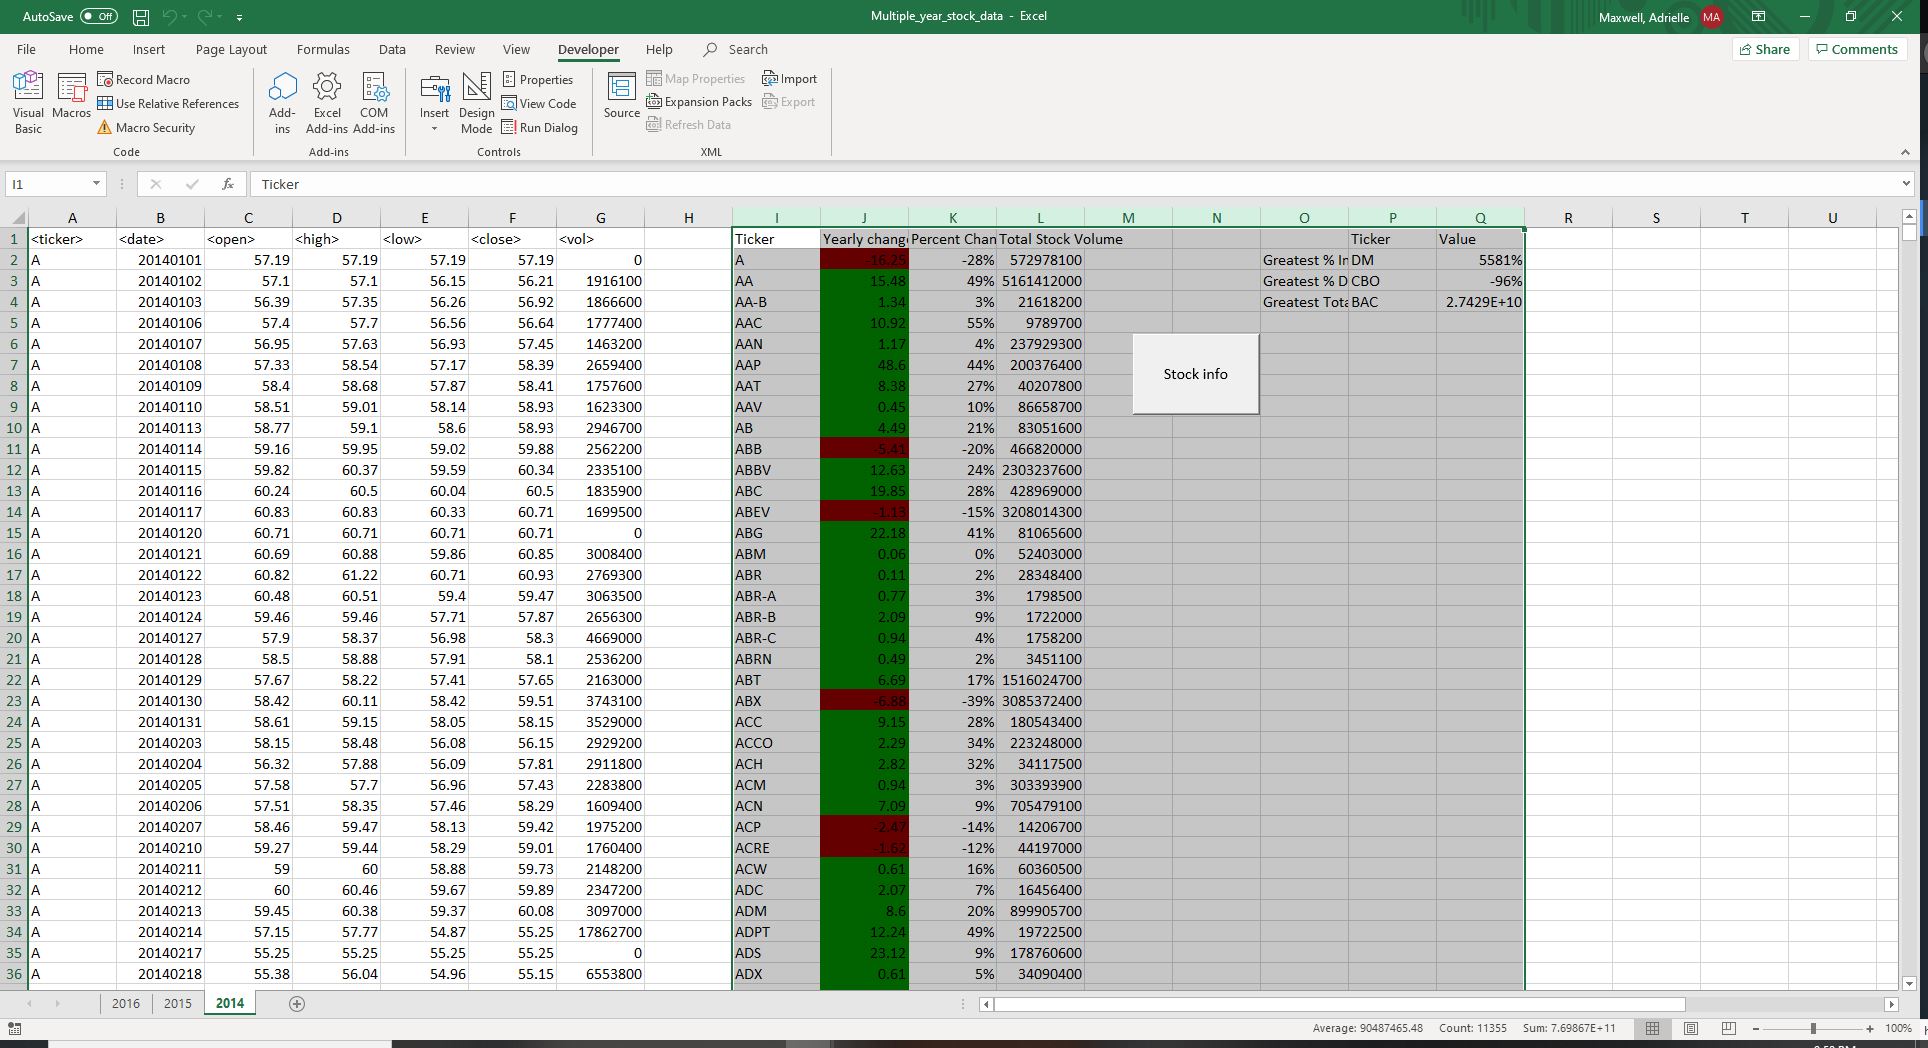 AutoSave Off Multiple_year_stock_data - Excel Maxwell, Adrielle MA
File Home Insert Page Layout Formulas Data Review View Developer Help Search Share Comments
Visual Basic Macros Record Macro Use Relative References Macro Security Code
Add-ins Excel Add-ins COM Add-ins Add-ins
Insert Design Mode Properties View Code Run Dialog Controls
Source Map Properties Expansion Packs Refresh Data Import Export XML
I1 fx Ticker
A B C D E F G H I J K L M N O P Q R S T U
1 <ticker> <date> <open> <high> <low> <close> <vol> Ticker Yearly chang Percent Chan Total Stock Volume Ticker Value
2 A 20140101 57.19 57.19 57.19 57.19 0 A -16.25 -28% 572978100 Greatest % In DM 5581%
3 A 20140102 57.1 57.1 56.15 56.21 1916100 AA 15.48 49% 5161412000 Greatest % D CBO -96%
4 A 20140103 56.39 57.35 56.26 56.92 1866600 AA-B 1.34 3% 21618200 Greatest Tota BAC 2.7429E+10
5 A 20140106 57.4 57.7 56.56 56.64 1777400 AAC 10.92 55% 9789700
6 A 20140107 56.95 57.63 56.93 57.45 1463200 AAN 1.17 4% 237929300
7 A 20140108 57.33 58.54 57.17 58.39 2659400 AAP 48.6 44% 200376400
Stock info
8 A 20140109 58.4 58.68 57.87 58.41 1757600 AAT 8.38 27% 40207800
9 A 20140110 58.51 59.01 58.14 58.93 1623300 AAV 0.45 10% 86658700
10 A 20140113 58.77 59.1 58.6 58.93 2946700 AB 4.49 21% 83051600
11 A 20140114 59.16 59.95 59.02 59.88 2562200 ABB -5.41 -20% 466820000
12 A 20140115 59.82 60.37 59.59 60.34 2335100 ABBV 12.63 24% 2303237600
13 A 20140116 60.24 60.5 60.04 60.5 1835900 ABC 19.85 28% 428969000
14 A 20140117 60.83 60.83 60.33 60.71 1699500 ABEV -1.13 -15% 3208014300
15 A 20140120 60.71 60.71 60.71 60.71 0 ABG 22.18 41% 81065600
16 A 20140121 60.69 60.88 59.86 60.85 3008400 ABM 0.06 0% 52403000
17 A 20140122 60.82 61.22 60.71 60.93 2769300 ABR 0.11 2% 28348400
18 A 20140123 60.48 60.51 59.4 59.47 3063500 ABR-A 0.77 3% 1798500
19 A 20140124 59.46 59.46 57.71 57.87 2656300 ABR-B 2.09 9% 1722000
20 A 20140127 57.9 58.37 56.98 58.3 4669000 ABR-C 0.94 4% 1758200
21 A 20140128 58.5 58.88 57.91 58.1 2536200 ABRN 0.49 2% 3451100
22 A 20140129 57.67 58.22 57.41 57.65 2163000 ABT 6.69 17% 1516024700
23 A 20140130 58.42 60.11 58.42 59.51 3743100 ABX -6.88 -39% 3085372400
24 A 20140131 58.61 59.15 58.05 58.15 3529000 ACC 9.15 28% 180543400
25 A 20140203 58.15 58.48 56.08 56.15 2929200 ACCO 2.29 34% 223248000
26 A 20140204 56.32 57.88 56.09 57.81 2911800 ACH 2.82 32% 34117500
27 A 20140205 57.58 57.7 56.96 57.43 2283800 ACM 0.94 3% 303393900
28 A 20140206 57.51 58.35 57.46 58.29 1609400 ACN 7.09 9% 705479100
29 A 20140207 58.46 59.47 58.13 59.42 1975200 ACP -2.47 -14% 14206700
30 A 20140210 59.27 59.44 58.29 59.01 1760400 ACRE -1.62 -12% 44197000
31 A 20140211 59 60 58.88 59.73 2148200 ACW 0.61 16% 60360500
32 A 20140212 60 60.46 59.67 59.89 2347200 ADC 2.07 7% 16456400
33 A 20140213 59.45 60.38 59.37 60.08 3097000 ADM 8.6 20% 899905700
34 A 20140214 57.15 57.77 54.87 55.25 17862700 ADPT 12.24 49% 19722500
35 A 20140217 55.25 55.25 55.25 55.25 0 ADS 23.12 9% 178760600
36 A 20140218 55.38 56.04 54.96 55.15 6553800 ADX 0.61 5% 34090400
2016 2015 2014
Average: 90487465.48 Count: 11355 Sum: 7.69867E+11 100%